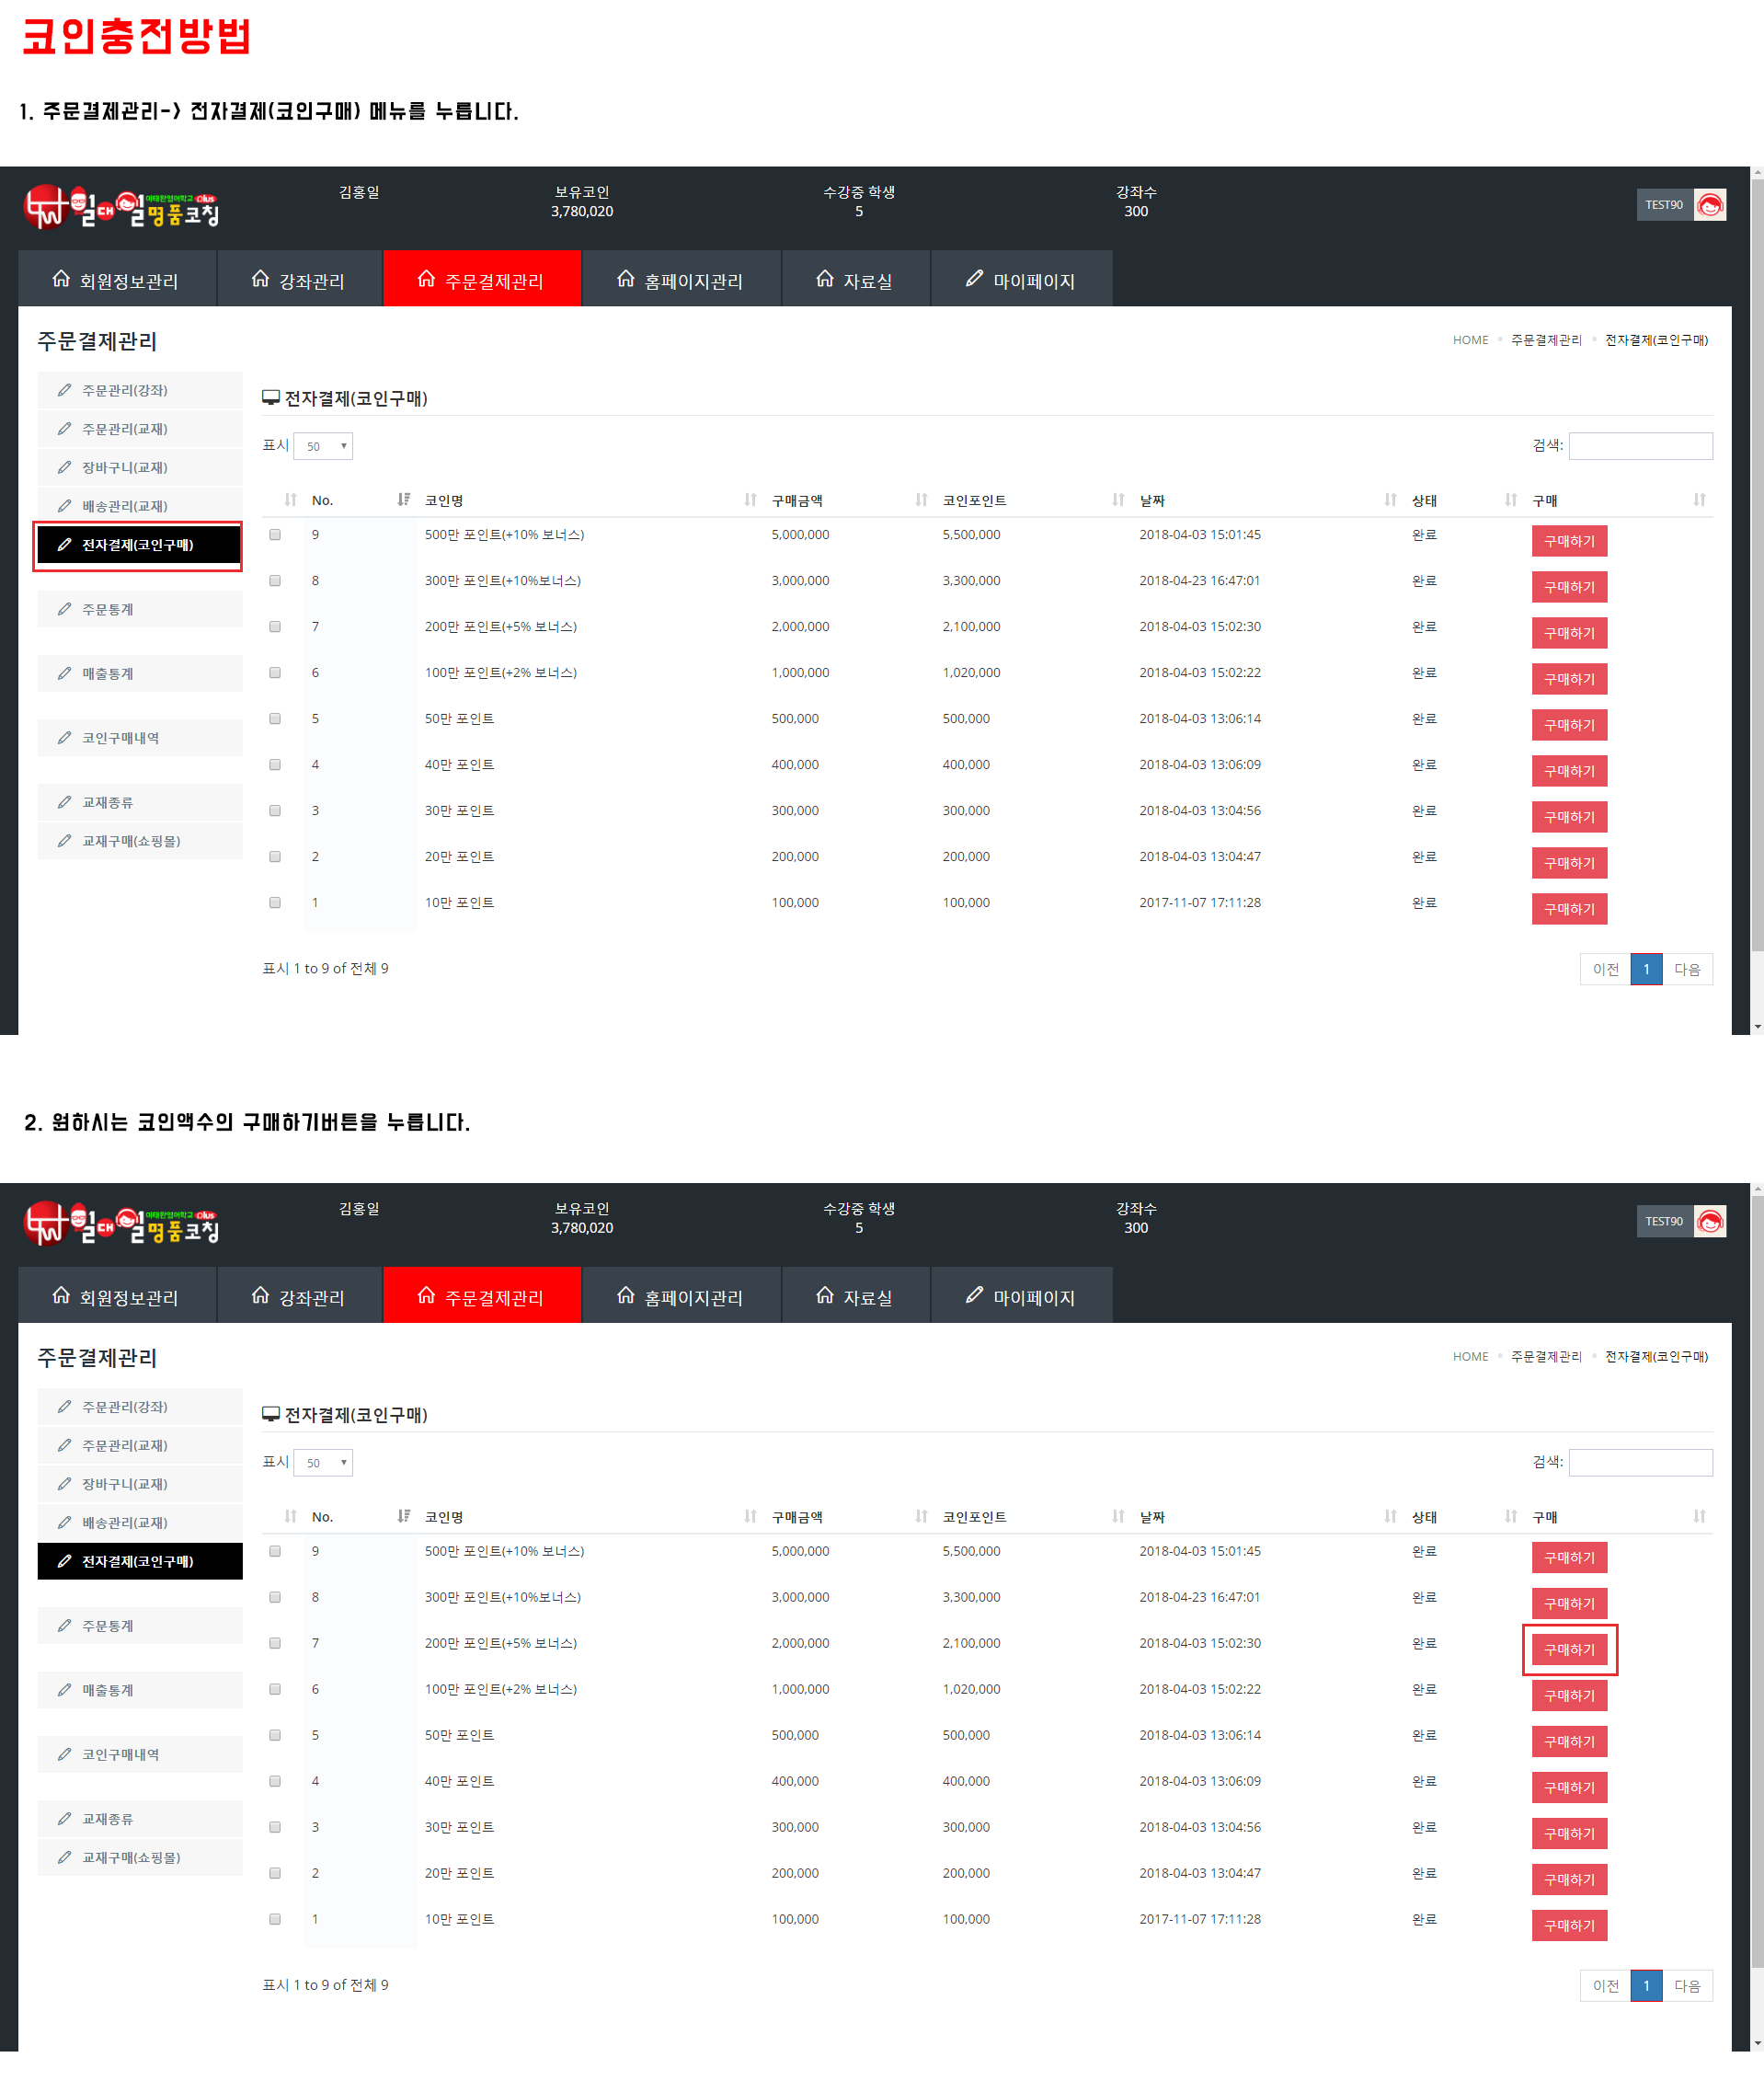 코인충전방법
1. 주문결제관리-> 전자결제(코인구매) 메뉴를 누릅니다.
김홍일 보유코인 수강중 학생 강좌수
3,780,020 5 300
이태한영어학교 plus
일대일명품코칭
TEST90
회원정보관리 강좌관리 주문결제관리 홈페이지관리 자료실 마이페이지
주문결제관리
HOME 주문결제관리 전자결제(코인구매)
주문관리(강좌)
주문관리(교재)
장바구니(교재)
배송관리(교재)
전자결제(코인구매)
주문통계
매출통계
코인구매내역
교재종류
교재구매(쇼핑몰)
전자결제(코인구매)
표시 50 검색:
No. 코인명 구매금액 코인포인트 날짜 상태 구매
9 500만 포인트(+10% 보너스) 5,000,000 5,500,000 2018-04-03 15:01:45 완료 구매하기
8 300만 포인트(+10%보너스) 3,000,000 3,300,000 2018-04-23 16:47:01 완료 구매하기
7 200만 포인트(+5% 보너스) 2,000,000 2,100,000 2018-04-03 15:02:30 완료 구매하기
6 100만 포인트(+2% 보너스) 1,000,000 1,020,000 2018-04-03 15:02:22 완료 구매하기
5 50만 포인트 500,000 500,000 2018-04-03 13:06:14 완료 구매하기
4 40만 포인트 400,000 400,000 2018-04-03 13:06:09 완료 구매하기
3 30만 포인트 300,000 300,000 2018-04-03 13:04:56 완료 구매하기
2 20만 포인트 200,000 200,000 2018-04-03 13:04:47 완료 구매하기
1 10만 포인트 100,000 100,000 2017-11-07 17:11:28 완료 구매하기
표시 1 to 9 of 전체 9 이전 1 다음
2. 원하시는 코인액수의 구매하기버튼을 누릅니다.
김홍일 보유코인 수강중 학생 강좌수
3,780,020 5 300
이태한영어학교 plus
일대일명품코칭
TEST90
회원정보관리 강좌관리 주문결제관리 홈페이지관리 자료실 마이페이지
주문결제관리
HOME 주문결제관리 전자결제(코인구매)
주문관리(강좌)
주문관리(교재)
장바구니(교재)
배송관리(교재)
전자결제(코인구매)
주문통계
매출통계
코인구매내역
교재종류
교재구매(쇼핑몰)
전자결제(코인구매)
표시 50 검색:
No. 코인명 구매금액 코인포인트 날짜 상태 구매
9 500만 포인트(+10% 보너스) 5,000,000 5,500,000 2018-04-03 15:01:45 완료 구매하기
8 300만 포인트(+10%보너스) 3,000,000 3,300,000 2018-04-23 16:47:01 완료 구매하기
7 200만 포인트(+5% 보너스) 2,000,000 2,100,000 2018-04-03 15:02:30 완료 구매하기
6 100만 포인트(+2% 보너스) 1,000,000 1,020,000 2018-04-03 15:02:22 완료 구매하기
5 50만 포인트 500,000 500,000 2018-04-03 13:06:14 완료 구매하기
4 40만 포인트 400,000 400,000 2018-04-03 13:06:09 완료 구매하기
3 30만 포인트 300,000 300,000 2018-04-03 13:04:56 완료 구매하기
2 20만 포인트 200,000 200,000 2018-04-03 13:04:47 완료 구매하기
1 10만 포인트 100,000 100,000 2017-11-07 17:11:28 완료 구매하기
표시 1 to 9 of 전체 9 이전 1 다음